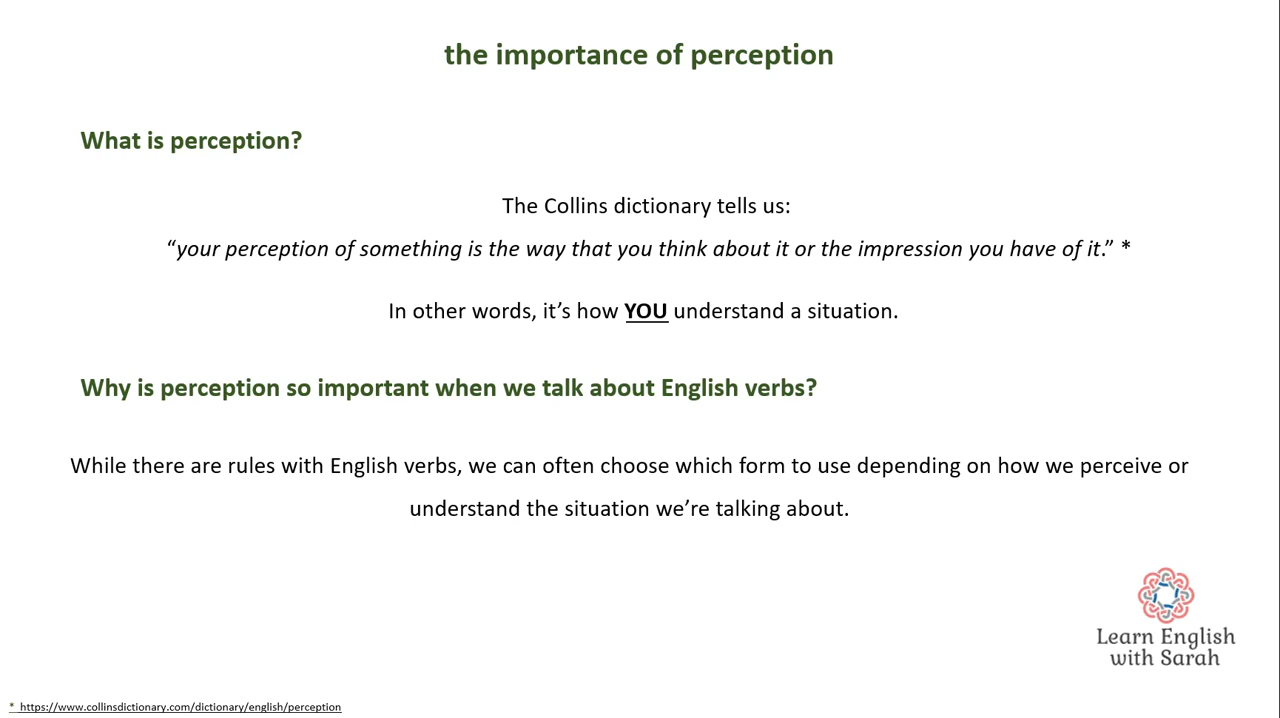 the importance of perception
What is perception?
The Collins dictionary tells us:
“your perception of something is the way that you think about it or the impression you have of it.” *
In other words, it’s how YOU understand a situation.
Why is perception so important when we talk about English verbs?
While there are rules with English verbs, we can often choose which form to use depending on how we perceive or
understand the situation we’re talking about.
Learn English
with Sarah
* https://www.collinsdictionary.com/dictionary/english/perception